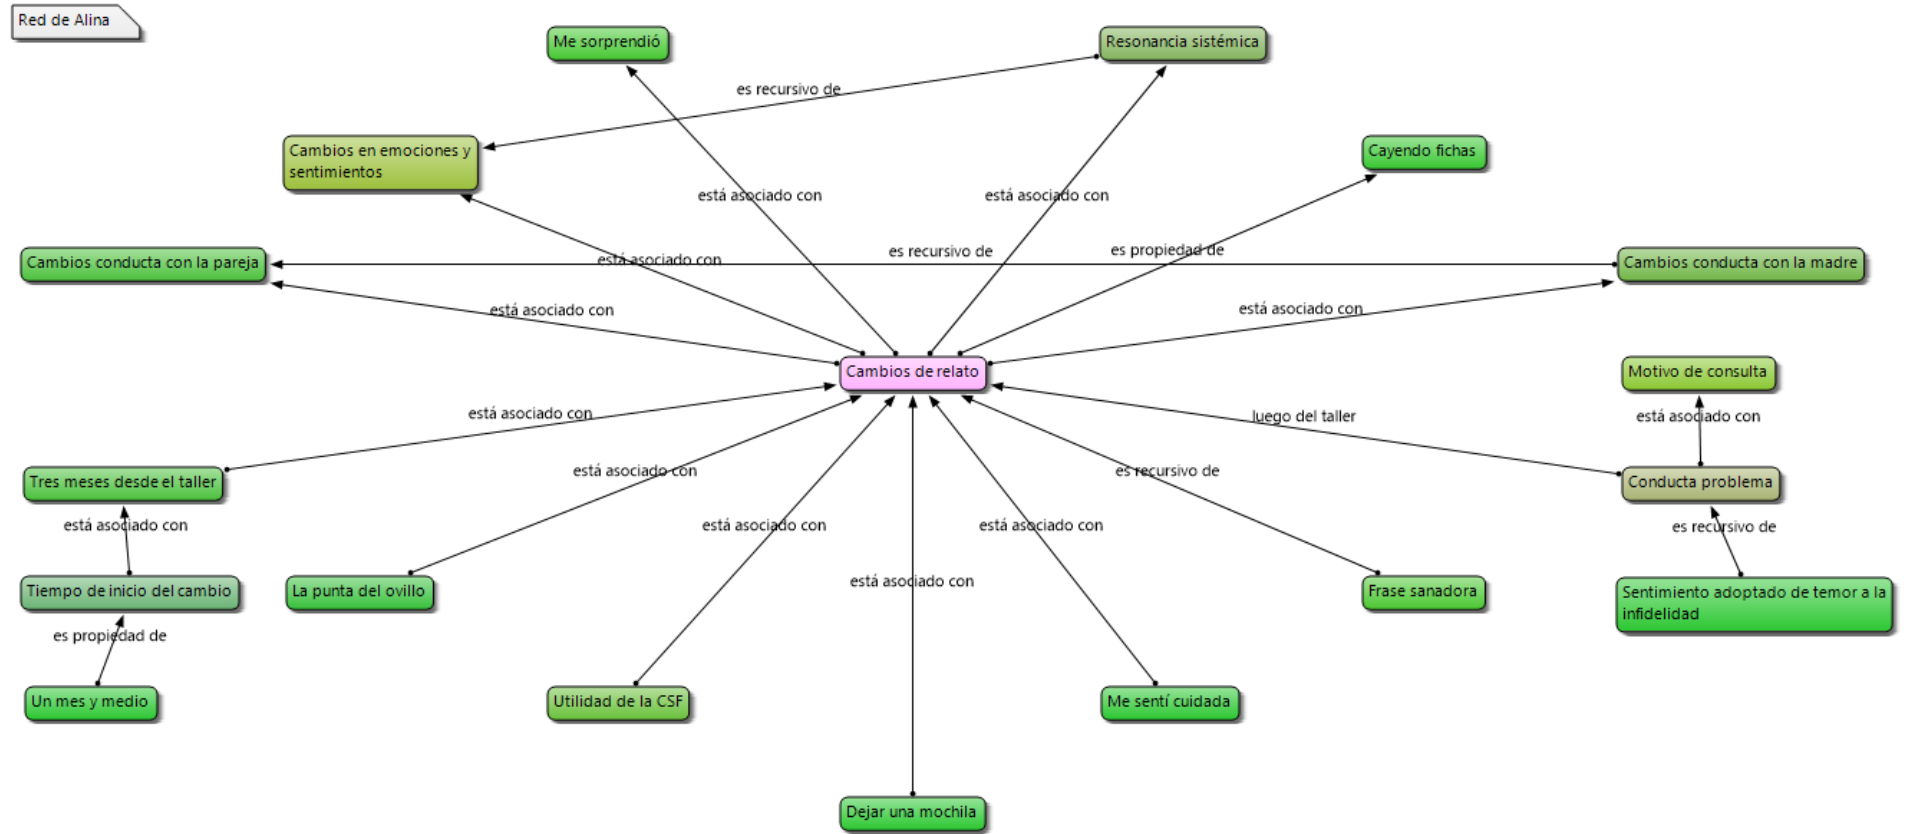 Red de Alina
Me sorprendió
Resonancia sistémica
es recursivo de
Cambios en emociones y
sentimientos
Cayendo fichas
está asociado con
está asociado con
Cambios conducta con la pareja
está asociado con
es recursivo de
es propiedad de
Cambios conducta con la madre
está asociado con
está asociado con
Cambios de relato
Motivo de consulta
está asociado con
luego del taller
está asociado con
Tres meses desde el taller
está asociado con
es recursivo de
Conducta problema
está asociado con
está asociado con
está asociado con
es recursivo de
Tiempo de inicio del cambio
La punta del ovillo
está asociado con
Frase sanadora
Sentimiento adoptado de temor a la
infidelidad
es propiedad de
Un mes y medio
Utilidad de la CSF
Me sentí cuidada
Dejar una mochila